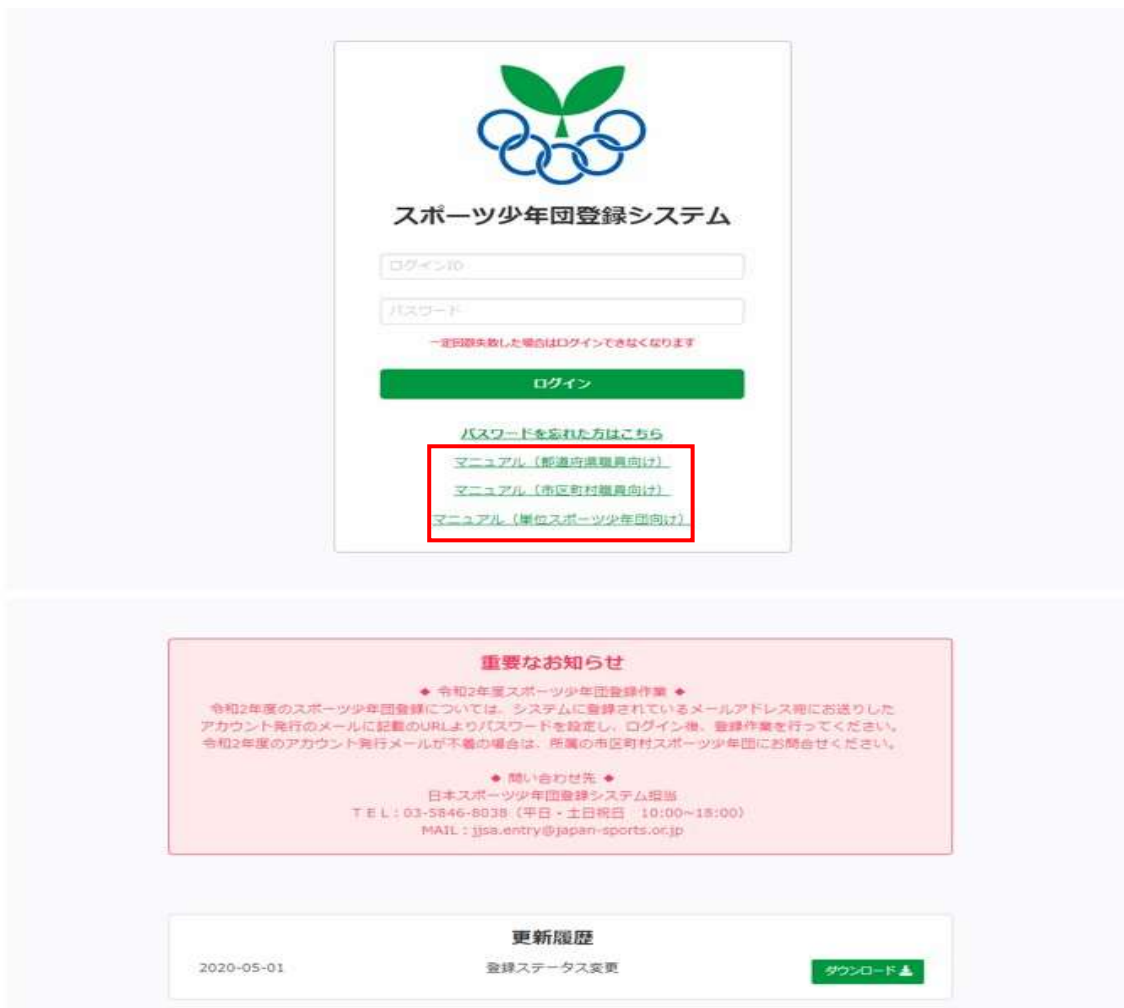 スポーツ少年団登録システム
ログインID
パスワード
一定回数失敗した場合はログインできなくなります
ログイン
パスワードを忘れた方はこちら
マニュアル（都道府県職員向け）
マニュアル（市区町村職員向け）
マニュアル（単位スポーツ少年団向け）
重要なお知らせ
◆ 令和2年度スポーツ少年団登録作業 ◆
令和2年度のスポーツ少年団登録については、システムに登録されているメールアドレス宛にお送りした
アカウント発行のメールに記載のURLよりパスワードを設定し、ログイン後、登録作業を行ってください。
令和2年度のアカウント発行メールが不着の場合は、所属の市区町村スポーツ少年団にお問合せください。
◆ 問い合わせ先 ◆
日本スポーツ少年団登録システム担当
ＴＥＬ：03-5846-8038（平日・土日祝日　10:00~18:00）
MAIL：jjsa.entry@japan-sports.or.jp
更新履歴
2020-05-01 登録ステータス変更 ダウンロード